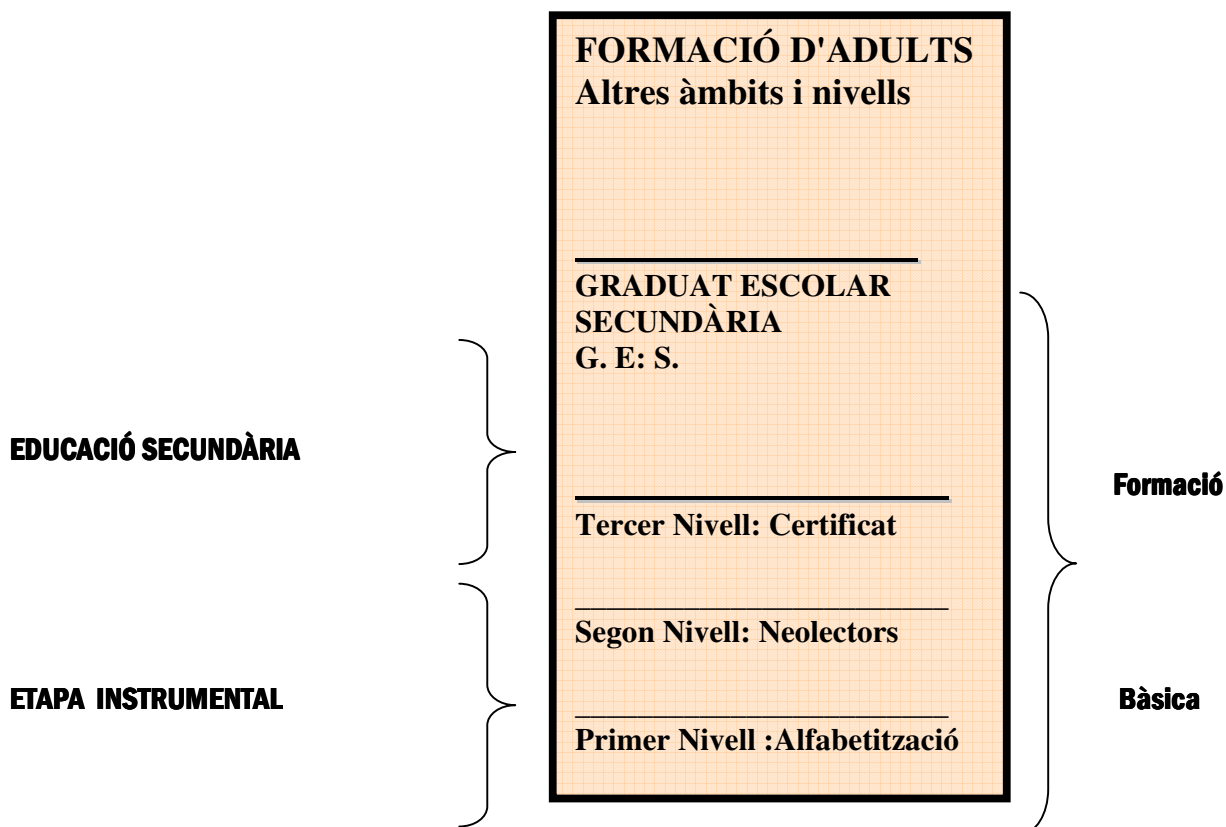 FORMACIÓ D'ADULTS
Altres àmbits i nivells
GRADUAT ESCOLAR
SECUNDÀRIA
G. E: S.
EDUCACIÓ SECUNDÀRIA
Formació
Tercer Nivell: Certificat
Segon Nivell: Neolectors
ETAPA INSTRUMENTAL
Bàsica
Primer Nivell :Alfabetització